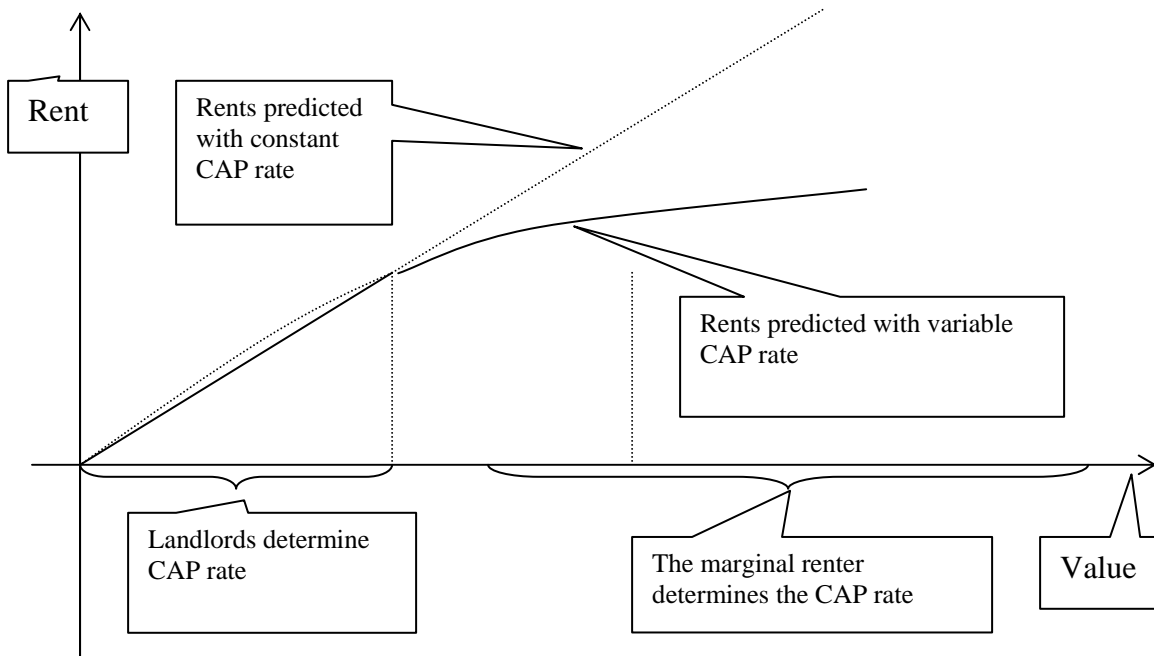 Rent
Rents predicted
with constant
CAP rate
Rents predicted with variable
CAP rate
Landlords determine
CAP rate
The marginal renter
determines the CAP rate
Value